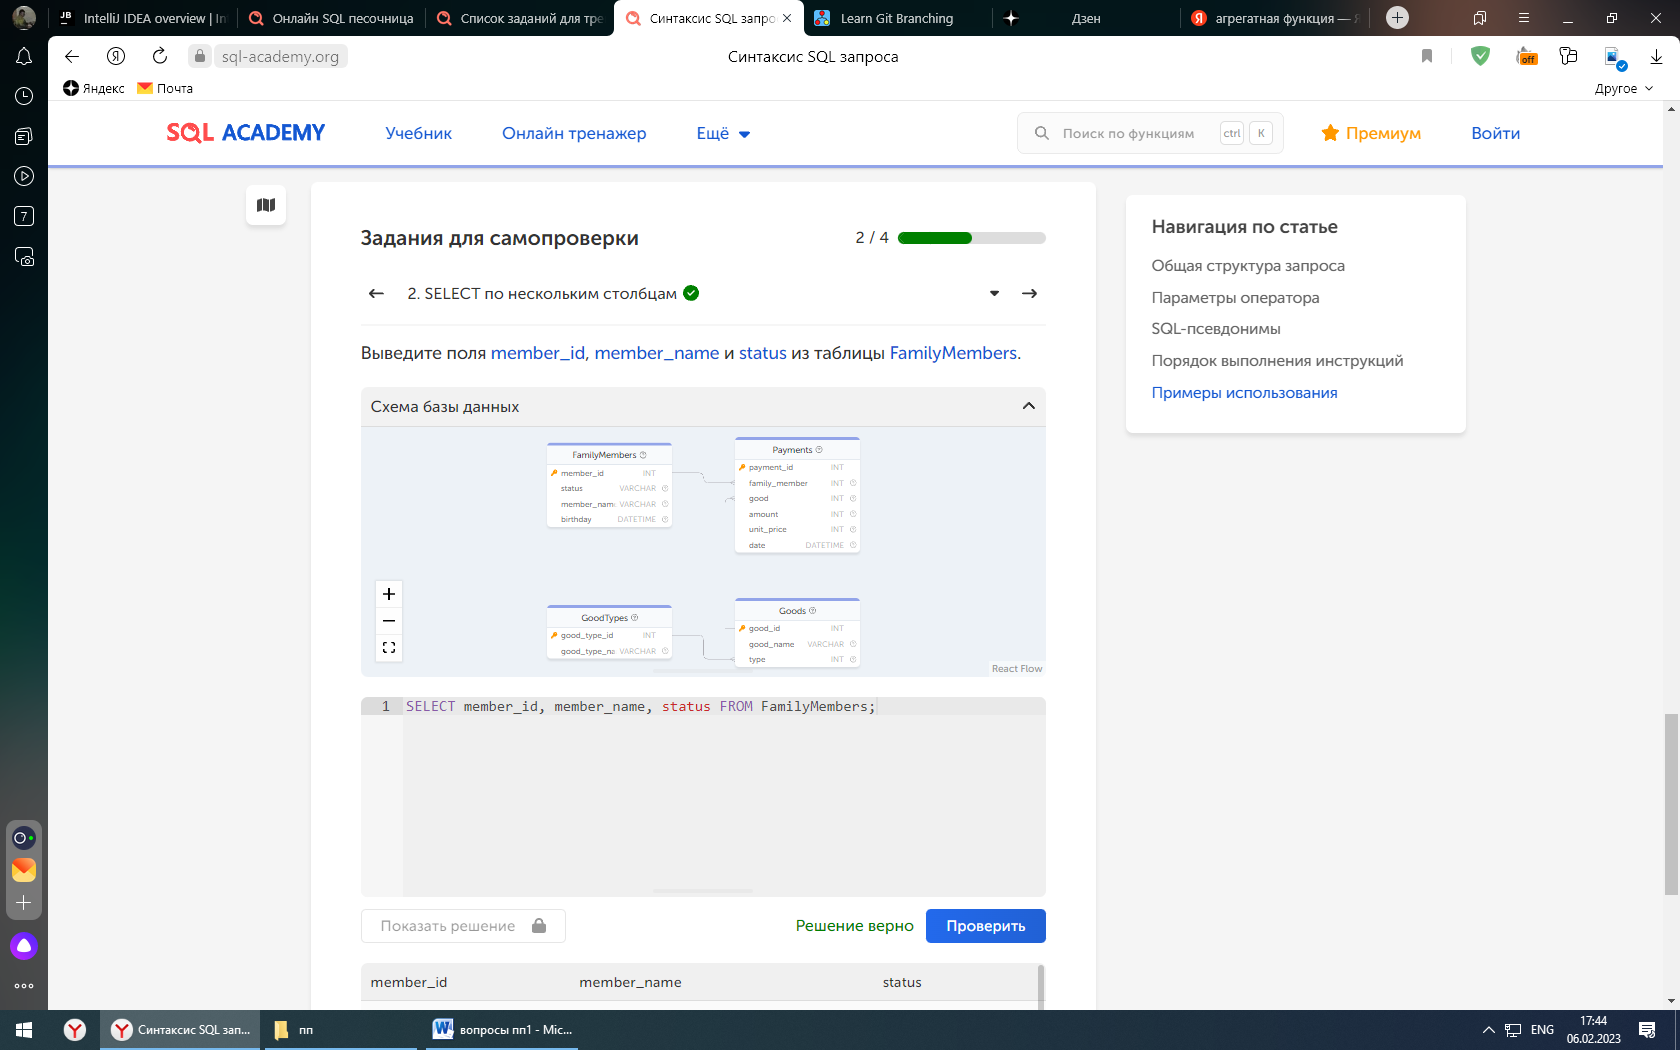 IntelliJ IDEA overview | In
Онлайн SQL песочница
Список заданий для тре
Синтаксис SQL запро
Learn Git Branching
Дзен
агрегатная функция — Я
sql-academy.org
Синтаксис SQL запроса
off
Яндекс
Почта
Другое
SQL ACADEMY
Учебник
Онлайн тренажер
Ещё
Поиск по функциям
ctrl
K
Премиум
Войти
7
Задания для самопроверки
2 / 4
2. SELECT по нескольким столбцам
Выведите поля member_id, member_name и status из таблицы FamilyMembers.
Навигация по статье
Общая структура запроса
Параметры оператора
SQL-псевдонимы
Порядок выполнения инструкций
Примеры использования
Схема базы данных
FamilyMembers
member_id INT
status VARCHAR
member_nam VARCHAR
birthday DATETIME
Payments
payment_id INT
family_member INT
good INT
amount INT
unit_price INT
date DATETIME
GoodTypes
good_type_id INT
good_type_na VARCHAR
Goods
good_id INT
good_name VARCHAR
type INT
React Flow
1 SELECT member_id, member_name, status FROM FamilyMembers;
Показать решение
Решение верно
Проверить
member_id member_name status
Синтаксис SQL зап...
пп
вопросы пп1 - Mic...
ENG
17:44
06.02.2023